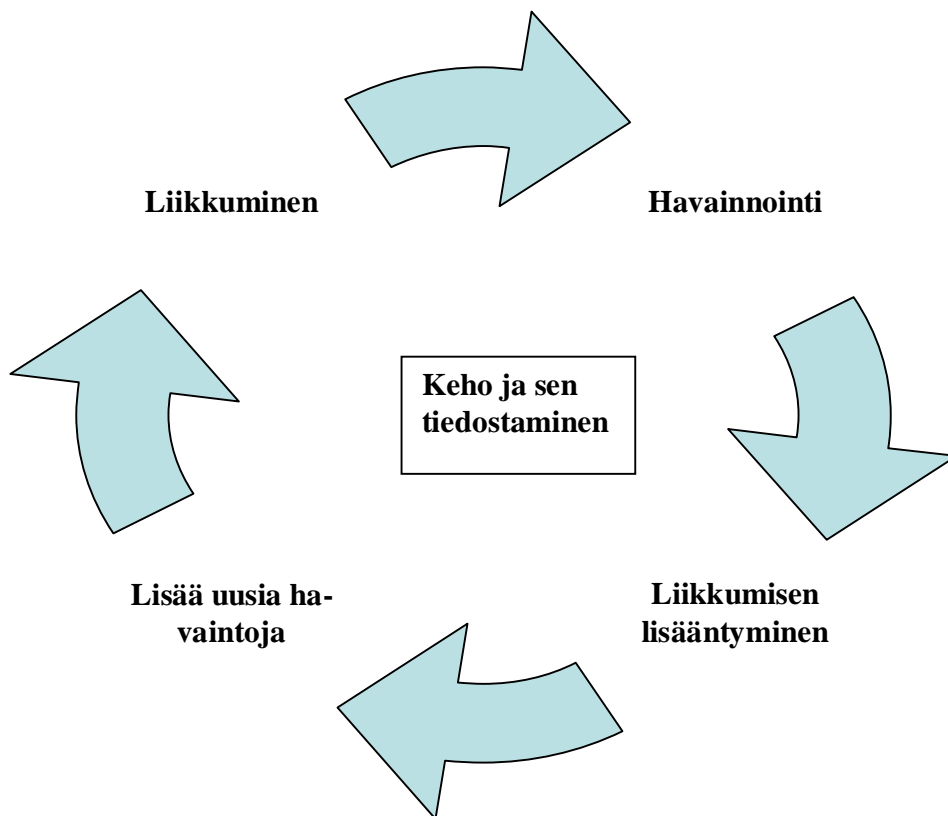 Liikkuminen
Havainnointi
Keho ja sen
tiedostaminen
Lisää uusia ha-
vaintoja
Liikkumisen
lisääntyminen